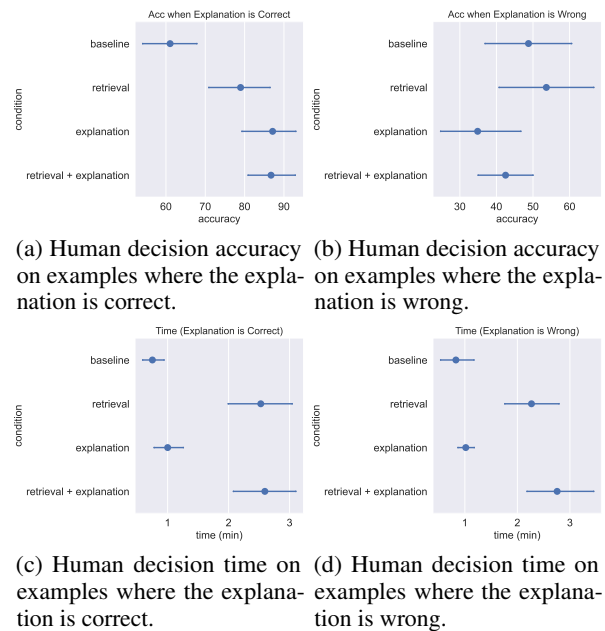 Acc when Explanation is Correct
baseline
retrieval
explanation
retrieval + explanation
condition
60 70 80 90
accuracy
Acc when Explanation is Wrong
baseline
retrieval
explanation
retrieval + explanation
condition
30 40 50 60
accuracy
(a) Human decision accuracy
on examples where the expla-
nation is correct.
(b) Human decision accuracy
on examples where the expla-
nation is wrong.
Time (Explanation is Correct)
baseline
retrieval
explanation
retrieval + explanation
condition
1 2 3
time (min)
Time (Explanation is Wrong)
baseline
retrieval
explanation
retrieval + explanation
condition
1 2 3
time (min)
(c) Human decision time on
examples where the explana-
tion is correct.
(d) Human decision time on
examples where the explana-
tion is wrong.